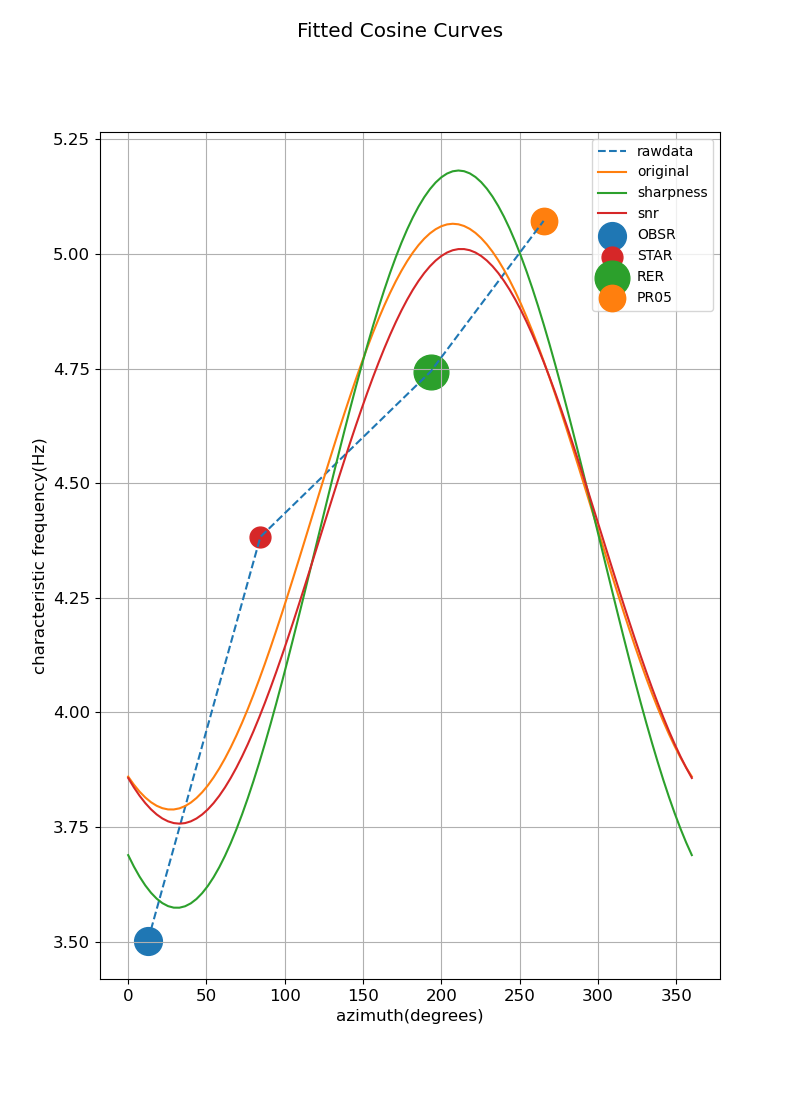 Fitted Cosine Curves
5.25
5.00
4.75
4.50
4.25
4.00
3.75
3.50
characteristic frequency(Hz)
rawdata
original
sharpness
snr
OBSR
STAR
RER
PR05
0 50 100 150 200 250 300 350
azimuth(degrees)